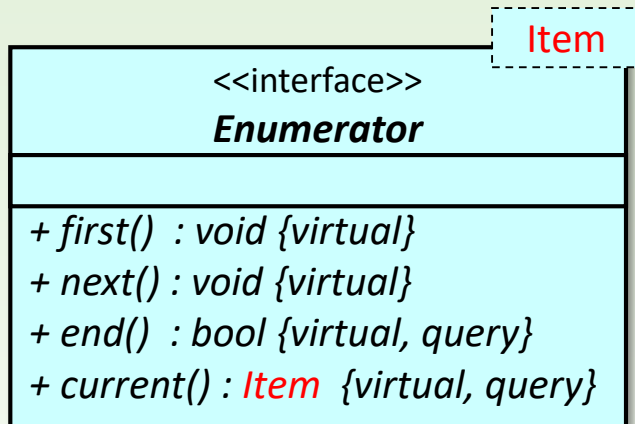 Item
<<interface>>
Enumerator
+ first() : void {virtual}
+ next() : void {virtual}
+ end() : bool {virtual, query}
+ current() : Item {virtual, query}